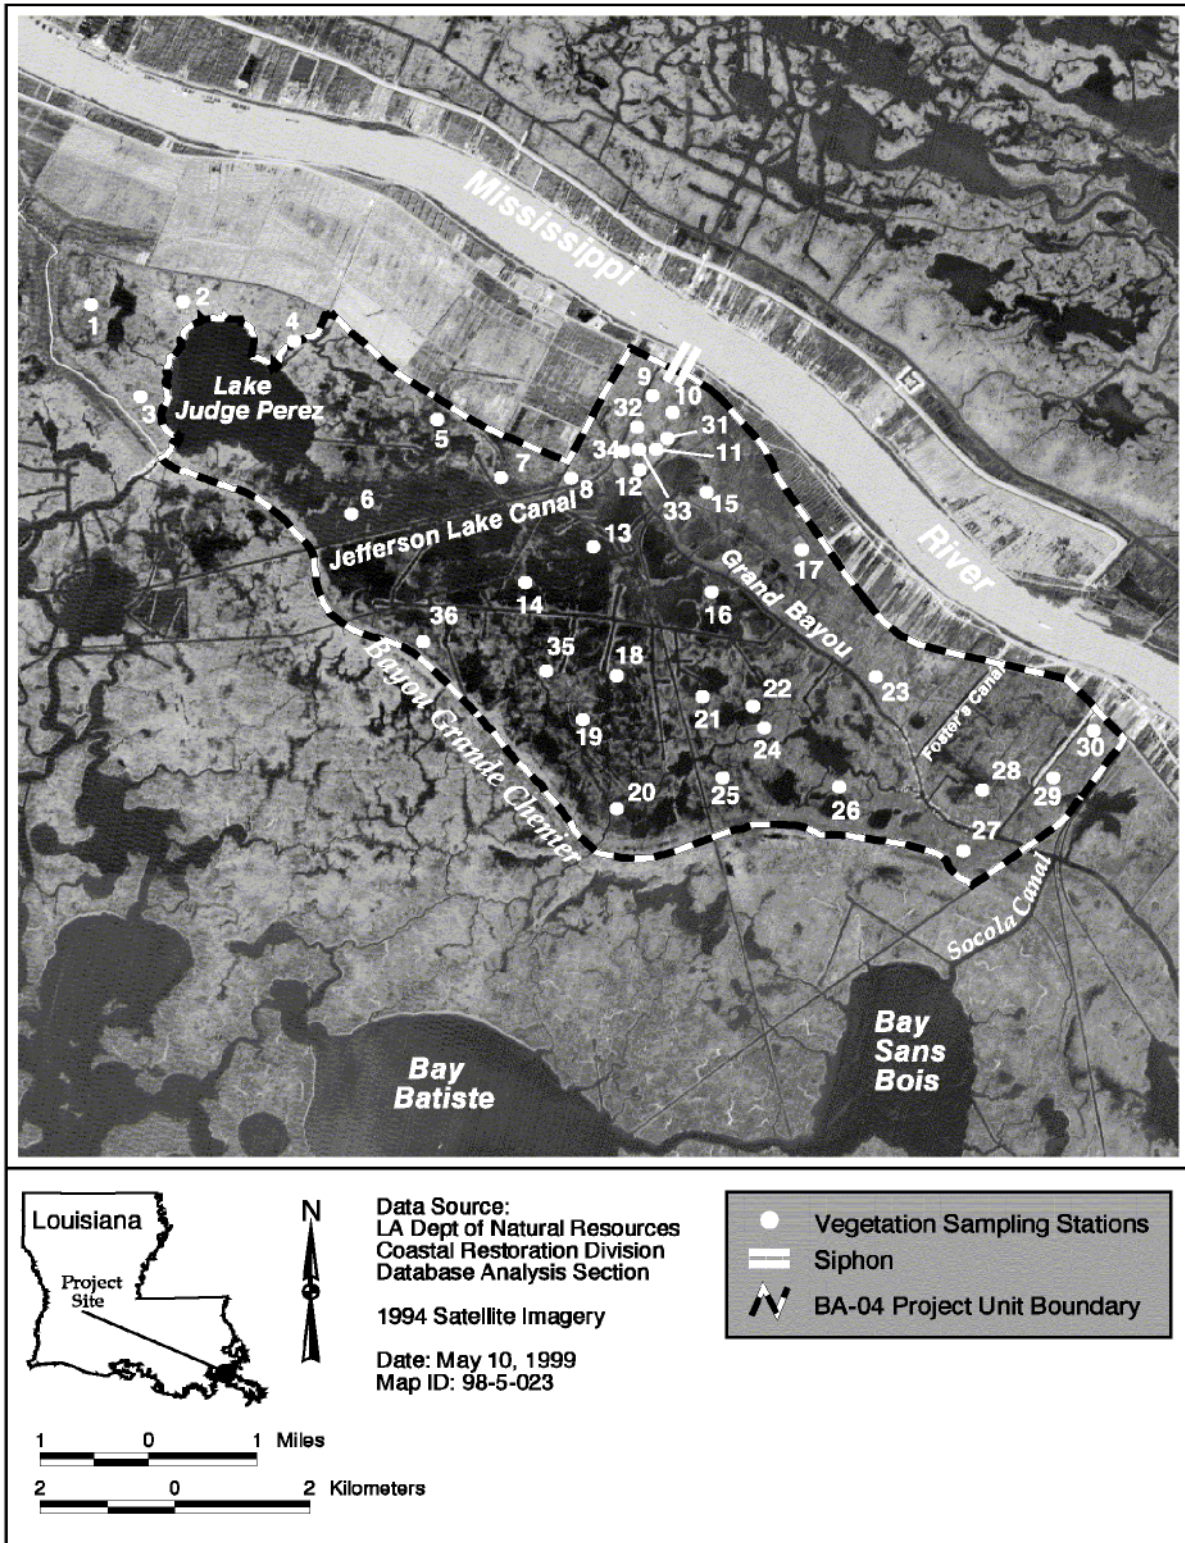 Mississippi
River
1
2
3
4
Lake
Judge Perez
5
6
7
8
Jefferson Lake Canal
9
10
32
31
34
11
12
33
15
13
14
17
Grand Bayou
16
36
Bayou Grande Chenier
35
18
19
20
21
22
23
24
25
26
Foster's Canal
28
29
30
27
Socola Canal
Bay
Batiste
Bay
Sans
Bois
Louisiana
Project
Site
N
Data Source:
LA Dept of Natural Resources
Coastal Restoration Division
Database Analysis Section
1994 Satellite Imagery
Date: May 10, 1999
Map ID: 98-5-023
Vegetation Sampling Stations
Siphon
BA-04 Project Unit Boundary
1 0 1 Miles
2 0 2 Kilometers